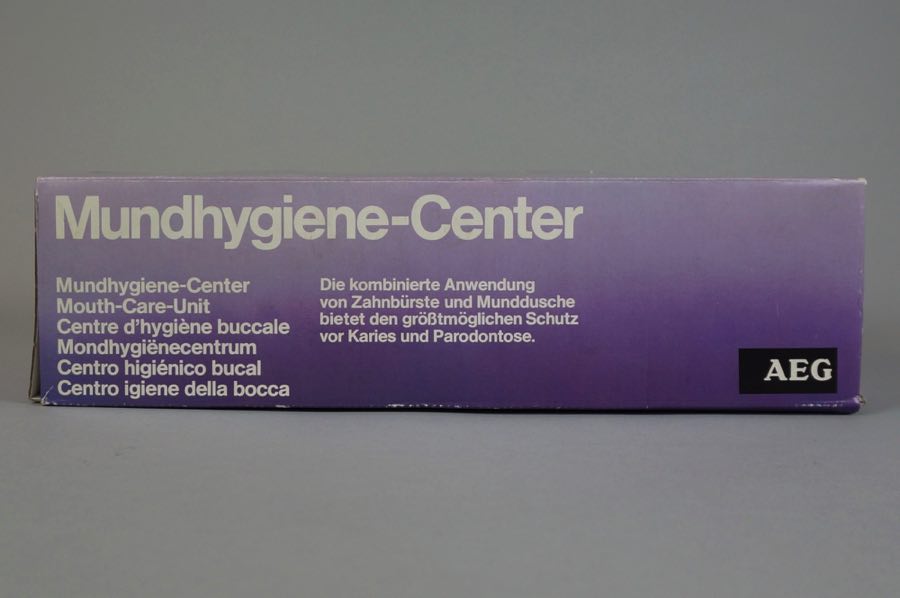 Mundhygiene-Center
Mundhygiene-Center
Mouth-Care-Unit
Centre d'hygiène buccale
Mondhygiënecentrum
Centro higiénico bucal
Centro igiene della bocca
Die kombinierte Anwendung
von Zahnbürste und Munddusche
bietet den größtmöglichen Schutz
vor Karies und Parodontose.
AEG